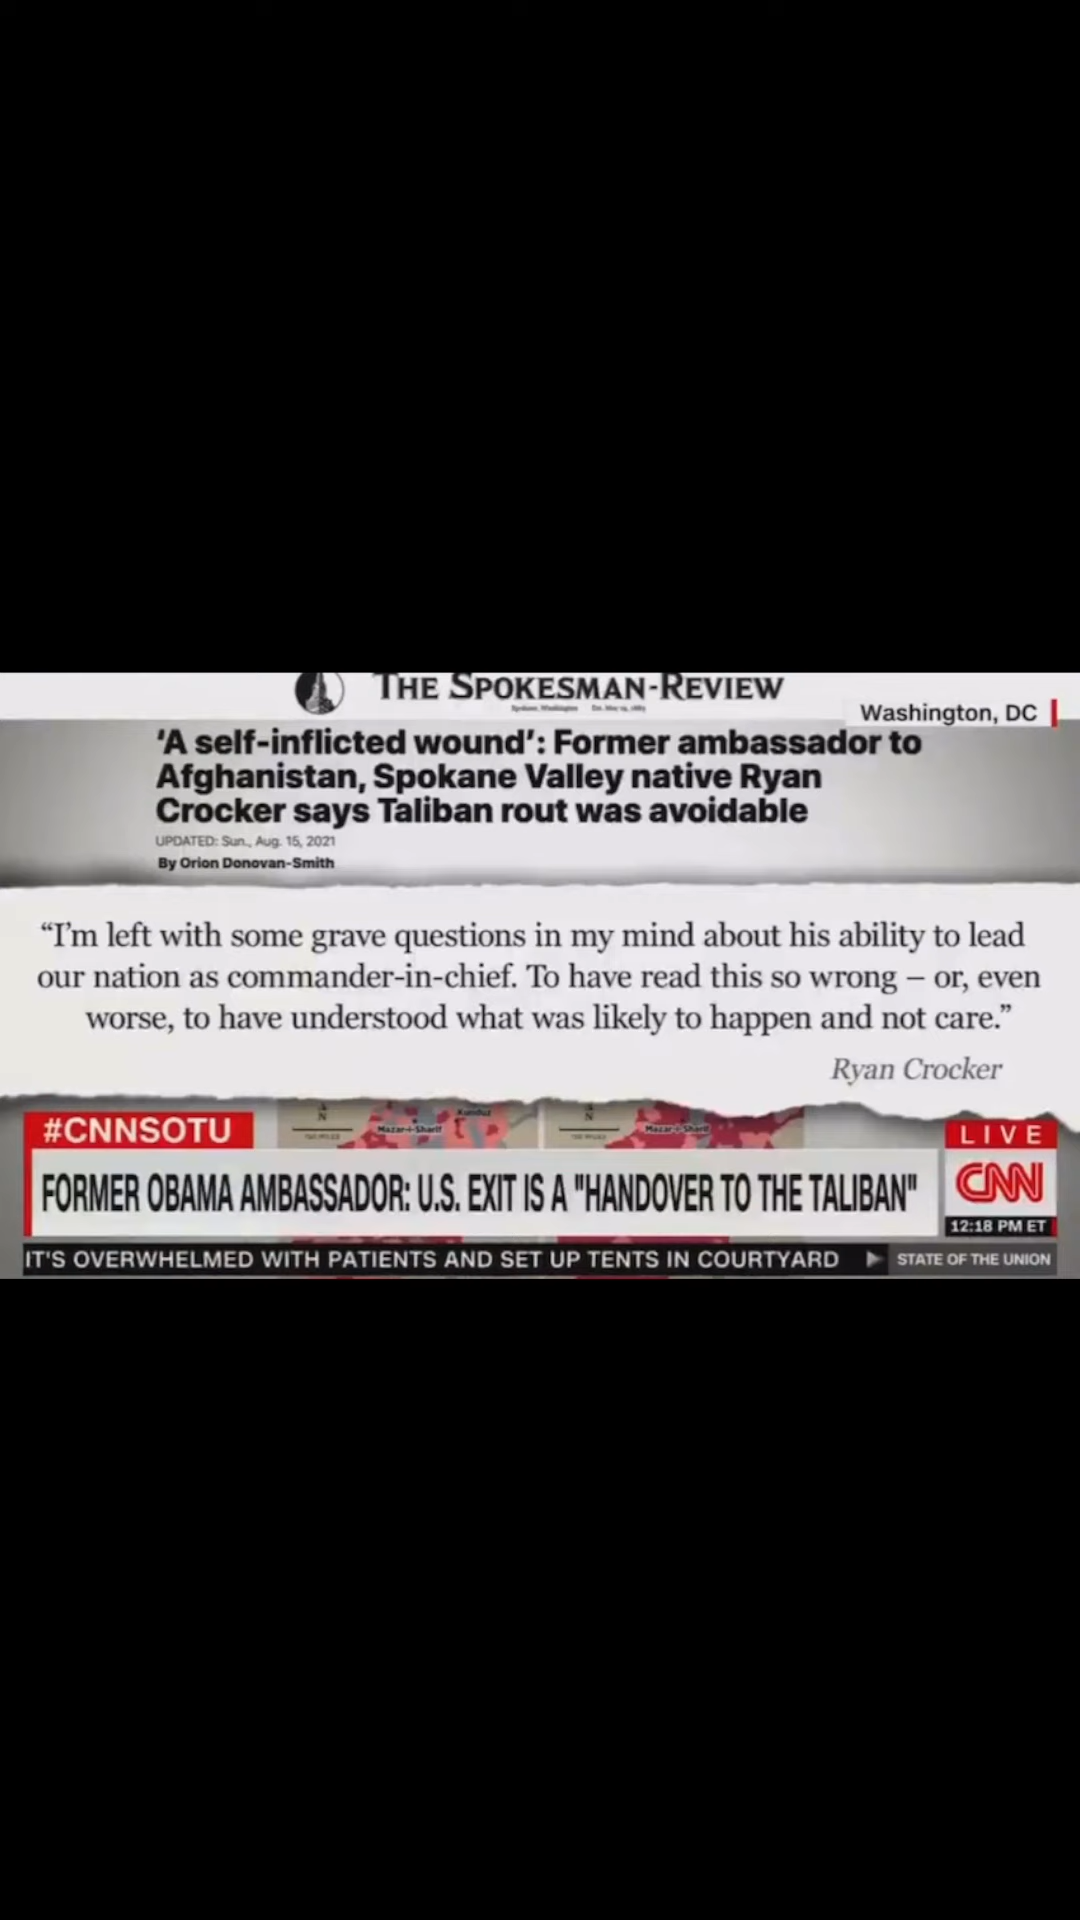 THE SPOKESMAN-REVIEW
Washington, DC
‘A self-inflicted wound’: Former ambassador to
Afghanistan, Spokane Valley native Ryan
Crocker says Taliban rout was avoidable
UPDATED: Sun., Aug. 15, 2021
By Orion Donovan-Smith
“I’m left with some grave questions in my mind about his ability to lead
our nation as commander-in-chief. To have read this so wrong – or, even
worse, to have understood what was likely to happen and not care.”
Ryan Crocker
#CNNSOTU
N
Kunduz
Mazar-i-Sharif
N
Mazar-i-Sharif
LIVE
FORMER OBAMA AMBASSADOR: U.S. EXIT IS A "HANDOVER TO THE TALIBAN"
CNN
12:18 PM ET
IT'S OVERWHELMED WITH PATIENTS AND SET UP TENTS IN COURTYARD
STATE OF THE UNION